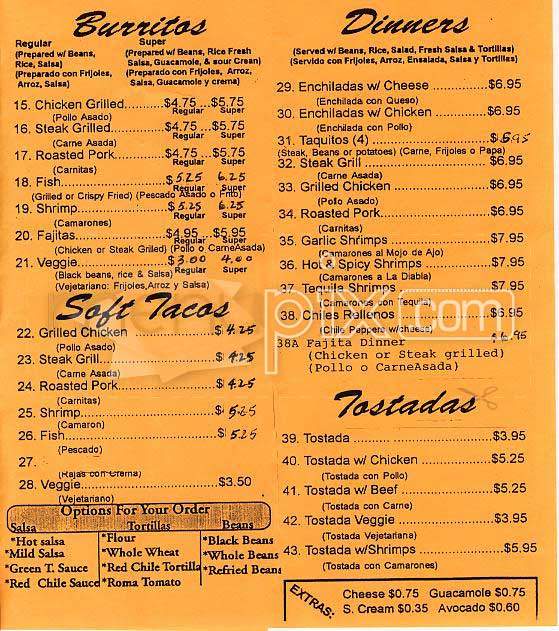 Burritos
Regular
(Prepared w/ Beans,
Rice, Salsa)
(Preparado con Frijoles,
Arroz, Salsa)
Super
(Prepared w/ Beans, Rice Fresh
Salsa, Guacamole, & sour Crean)
(Preparado con Frijoles, Arroz,
Salsa, Guacamole y crema)
15. Chicken Grilled............$4.75 ...$5.75
Regular Super
(Pollo Asado)
16. Steak Grilled................$4.75....$5.75
Regular Super
(Carne Asada)
17. Roasted Pork..............$4.75....$5.75
Regular Super
(Carnitas)
18. Fish.............................$5.25 6.25
Regular Super
(Grilled or Crispy Fried) (Pescado Asado o Frito)
19. Shrimp........................$5.25 6.25
Regular Super
(Camarones)
20. Fajitas........................$4.95....$5.95
Regular Super
(Chicken or Steak Griled) (Pollo o CarneAsada)
21. Veggie.......................$3.00 4.00
Regular Super
(Black beans, rice & Salsa)
(Vejetariano: Frijoles,Arroz y Salsa)
Soft Tacos
22. Grilled Chicken ......................$ 4.25
(Pollo Asado)
23. Steak Grill...............................$ 4.25
(Carne Asada)
24. Roasted Pork..........................$ 4.25
(Carnitas)
25. Shrimp....................................$ 5.25
(Camaron)
26. Fish.........................................$ 5.25
(Pescado)
27.
(Rajas con Crema)
28. Veggie....................................$3.50
(Vejetariano)
Options For Your Order
Salsa Tortillas Beans
*Hot salsa *Flour *Black Beans
*Mild Salsa *Whole Wheat *Whole Beans
*Green T. Sauce *Red Chile Tortilla *Refried Beans
*Red Chile Sauce *Roma Tomato
Dinners
(Served w/ Beans, Rice, Salad, Fresh Salsa & Tortillas)
(Servido con Frijoles, Arroz, Ensalada, Salsa y Tortillas)
29. Enchiladas w/ Cheese ...............$6.95
(Enchilada con Queso)
30. Enchiladas w/ Chicken ..............$6.95
(Enchilada con Pollo)
31. Taquitos (4) ...............................$5.95
(Steak, Beans or potatoes) (Carne, Frijoles o Papa)
32. Steak Grill ..................................$6.95
(Carne Asada)
33. Grilled Chicken ..........................$6.95
(Pollo Asado)
34. Roasted Pork.............................$6.95
(Carnitas)
35. Garlic Shrimps...........................$7.95
(Camarones al Mojo de Ajo)
36. Hot & Spicy Shrimps .................$7.95
(Camarones a La Diabla)
37. Tequila Shrimps ........................$7.95
(Camarones con Tequila)
38. Chiles Rellenos .........................$6.95
(Chile Peppers w/cheese)
38A Fajita Dinner $6.95
(Chicken or Steak grilled)
(Pollo o CarneAsada)
Tostadas
39. Tostada ......................................$3.95
40. Tostada w/ Chicken ....................$5.25
(Tostada con Pollo)
41. Tostada w/ Beef .........................$5.25
(Tostada con Carne)
42. Tostada Veggie ..........................$3.95
(Tostada Vejetariana)
43. Tostada w/Shrimps ......................$5.95
(Tostada con Camarones)
EXTRAS: Cheese $0.75 Guacamole $0.75
S. Cream $0.35 Avocado $0.60